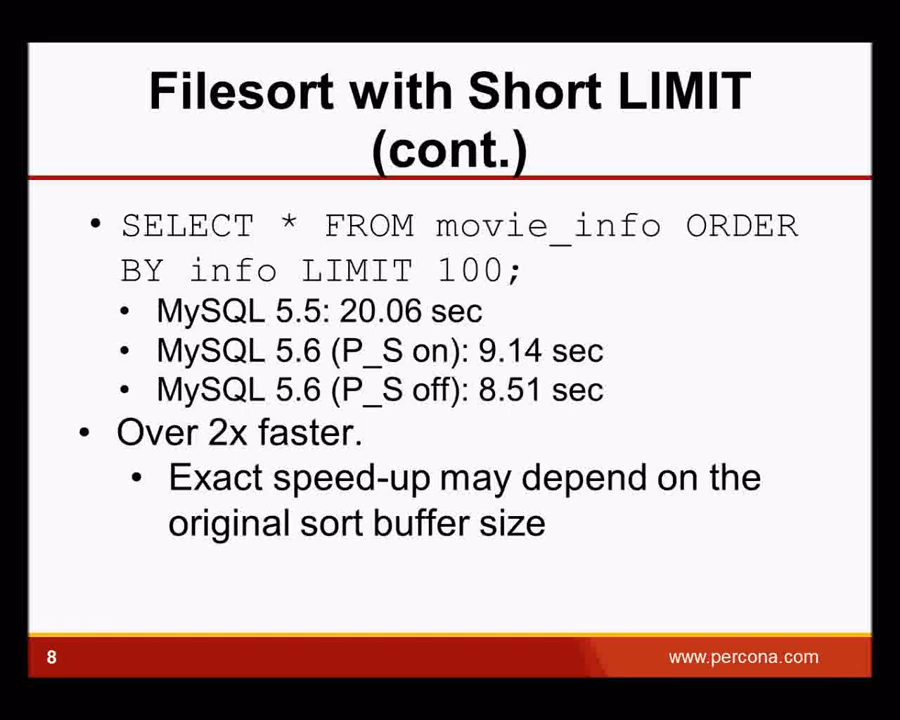 Filesort with Short LIMIT
(cont.)
• SELECT * FROM movie_info ORDER
BY info LIMIT 100;
• MySQL 5.5: 20.06 sec
• MySQL 5.6 (P_S on): 9.14 sec
• MySQL 5.6 (P_S off): 8.51 sec
• Over 2x faster.
• Exact speed-up may depend on the
original sort buffer size
8
www.percona.com